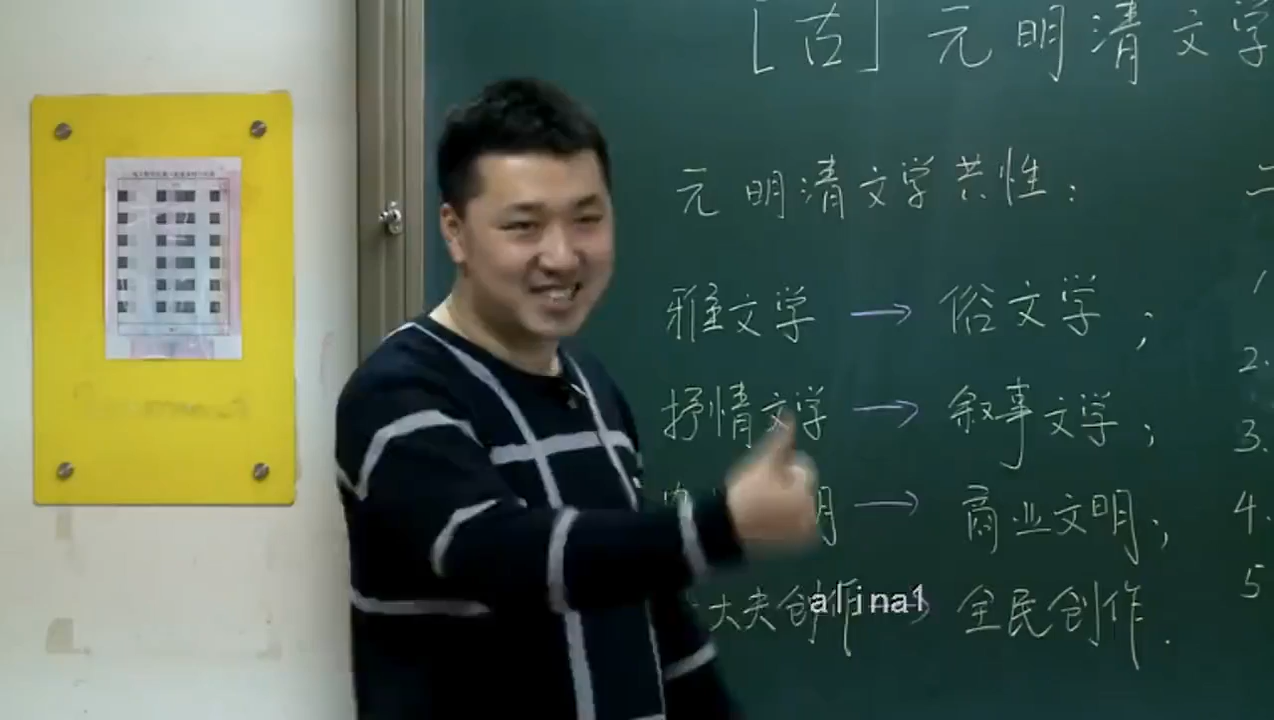 [古] 元明清文学
元明清文学共性：
雅文学 → 俗文学；
抒情文学 → 叙事文学；
→ 商业文明；
大夫创作 → 全民创作.
alina1
二
1
2.
3.
4.
5